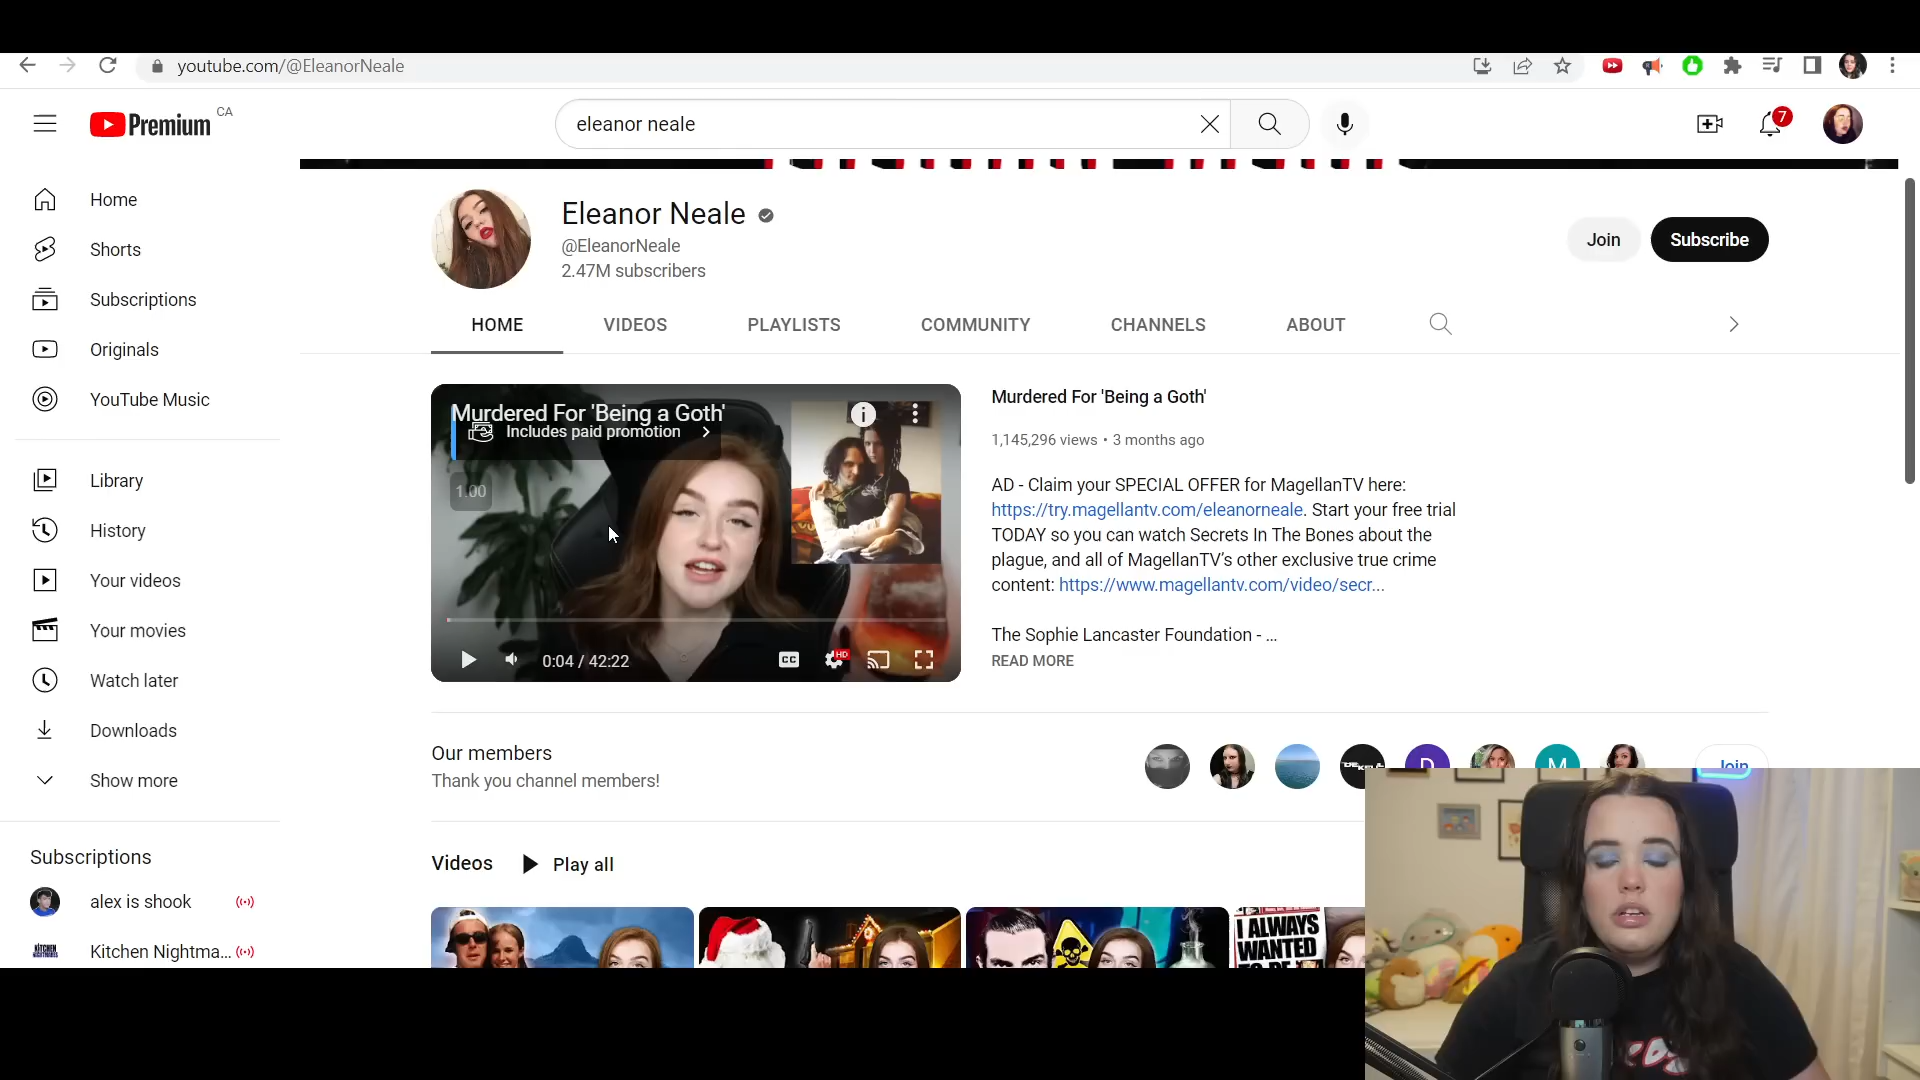 youtube.com/@EleanorNeale
Premium
CA
eleanor neale
7
Home
Shorts
Subscriptions
Originals
YouTube Music
Library
History
Your videos
Your movies
Watch later
Downloads
Show more
Subscriptions
alex is shook
KITCHEN
NIGHTMARES
Kitchen Nightma...
Eleanor Neale
@EleanorNeale
2.47M subscribers
Join
Subscribe
HOME
VIDEOS
PLAYLISTS
COMMUNITY
CHANNELS
ABOUT
Murdered For 'Being a Goth'
Includes paid promotion
1.00
0:04 / 42:22
CC
HD
Murdered For 'Being a Goth'
1,145,296 views • 3 months ago
AD - Claim your SPECIAL OFFER for MagellanTV here:
https://try.magellantv.com/eleanorneale. Start your free trial
TODAY so you can watch Secrets In The Bones about the
plague, and all of MagellanTV's other exclusive true crime
content: https://www.magellantv.com/video/secr...
The Sophie Lancaster Foundation - ...
READ MORE
Our members
Thank you channel members!
D
M
Join
Videos
Play all
I ALWAYS
WANTED